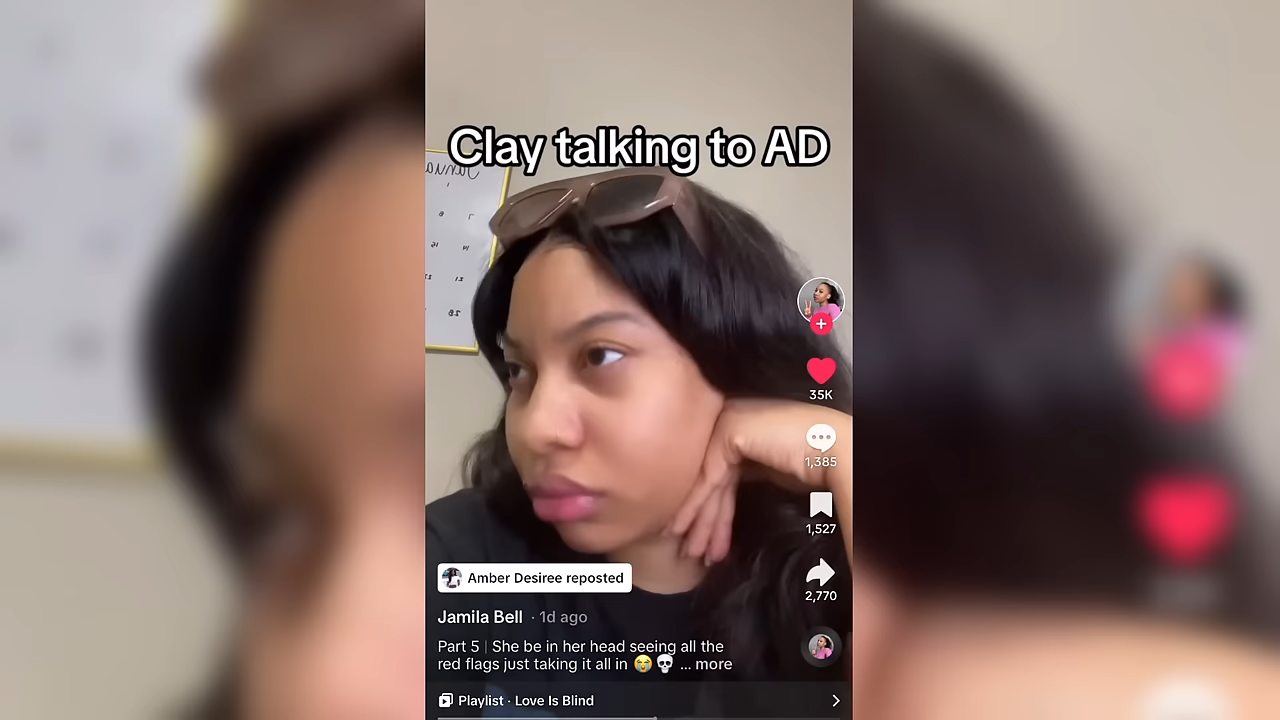 Clay talking to AD
35K
1,385
1,527
2,770
Amber Desiree reposted
Jamila Bell · 1d ago
Part 5 | She be in her head seeing all the
red flags just taking it all in 😭💀 ... more
Playlist · Love Is Blind